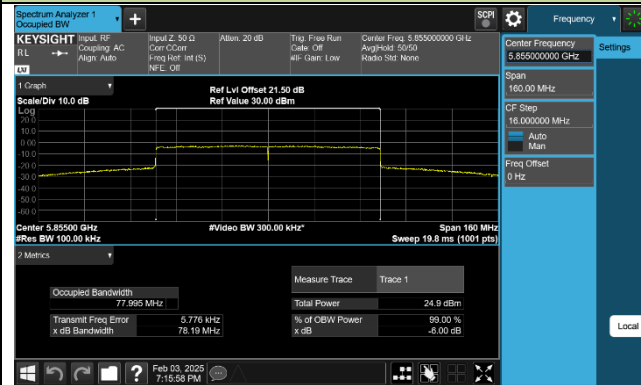 Spectrum Analyzer 1
Occupied BW
SCPI
Frequency
KEYSIGHT
RL
LXI
Input: RF
Coupling: AC
Align: Auto
Input Z: 50 Ω
Corr CCorr
Freq Ref: Int (S)
NFE: Off
Atten: 20 dB
Trig: Free Run
Gate: Off
#IF Gain: Low
Center Freq: 5.855000000 GHz
Avg|Hold: 50/50
Radio Std: None
Center Frequency
5.855000000 GHz
Settings
Span
160.00 MHz
CF Step
16.000000 MHz
Auto
Man
Freq Offset
0 Hz
1 Graph
Scale/Div 10.0 dB
Ref Lvl Offset 21.50 dB
Ref Value 30.00 dBm
Log
20.0
10.0
0.00
-10.0
-20.0
-30.0
-40.0
-50.0
-60.0
Center 5.85500 GHz
#Res BW 100.00 kHz
#Video BW 300.00 kHz*
Span 160 MHz
Sweep 19.8 ms (1001 pts)
2 Metrics
Measure Trace Trace 1
Occupied Bandwidth
77.995 MHz
Total Power 24.9 dBm
Transmit Freq Error 5.776 kHz
% of OBW Power 99.00 %
x dB Bandwidth 78.19 MHz
x dB -6.00 dB
Local
Feb 03, 2025
7:15:58 PM